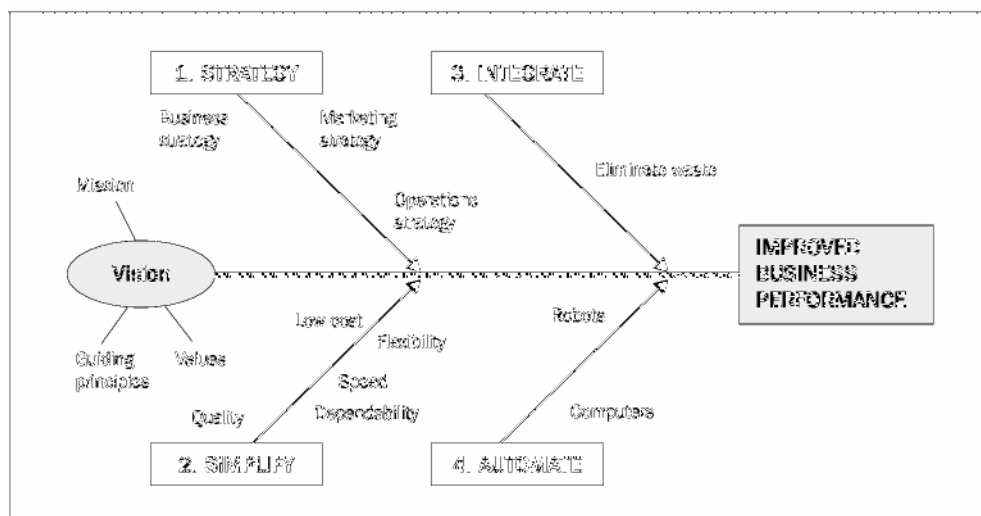 1. STRATEGY
3. INTEGRATE
Business
strategy
Marketing
strategy
Eliminate waste
Mission
Operations
strategy
Vision
IMPROVED
BUSINESS
PERFORMANCE
Low cost
Flexibility
Robots
Guiding
principles
Values
Speed
Quality
Dependability
Computers
2. SIMPLIFY
4. AUTOMATE